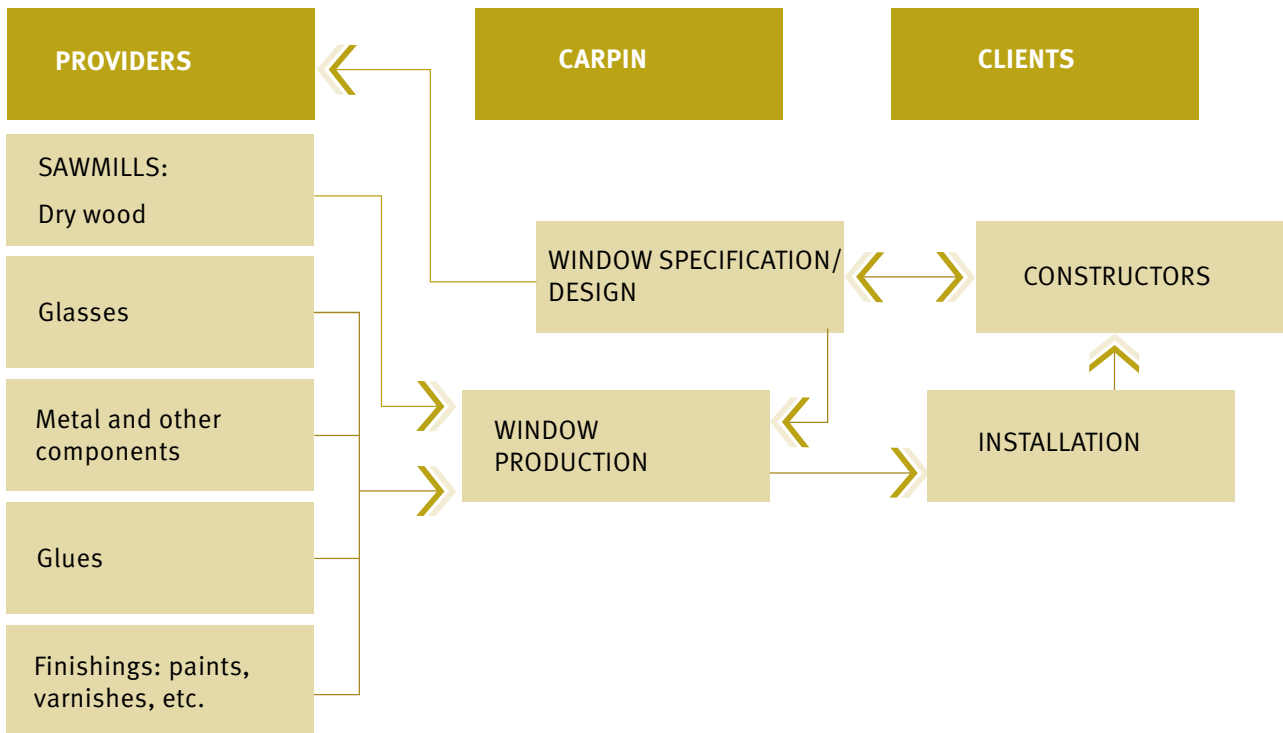 PROVIDERS
CARPIN
CLIENTS
SAWMILLS:
Dry wood
Glasses
Metal and other
components
Glues
Finishings: paints,
varnishes, etc.
WINDOW SPECIFICATION/
DESIGN
WINDOW
PRODUCTION
CONSTRUCTORS
INSTALLATION